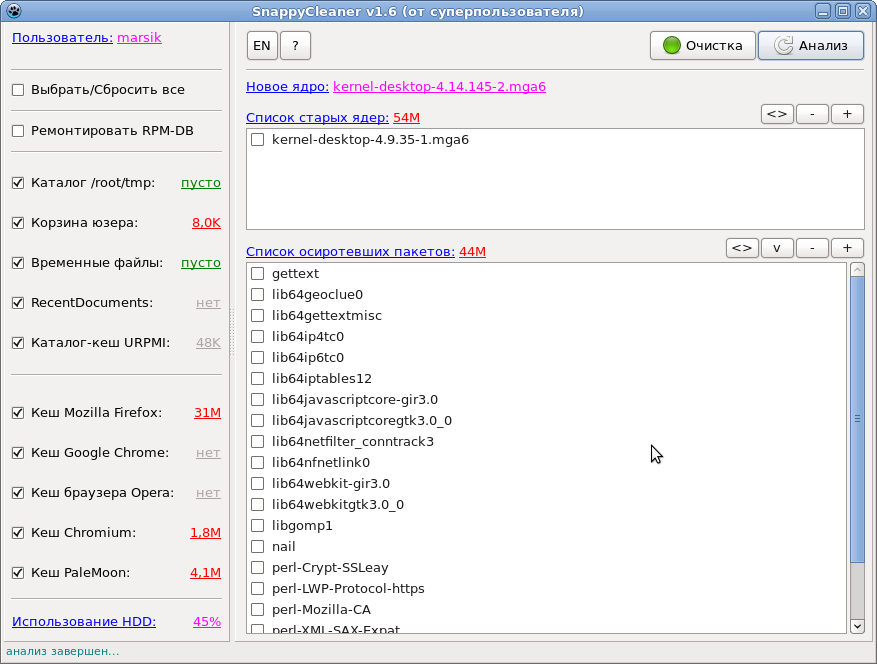 SnappyCleaner v1.6 (от суперпользователя)
Пользователь: marsik
Выбрать/Сбросить все
Ремонтировать RPM-DB
Каталог /root/tmp: пусто
Корзина юзера: 8,0K
Временные файлы: пусто
RecentDocuments: нет
Каталог-кеш URPMI: 48K
Кеш Mozilla Firefox: 31M
Кеш Google Chrome: нет
Кеш браузера Opera: нет
Кеш Chromium: 1,8M
Кеш PaleMoon: 4,1M
Использование HDD: 45%
EN ? Очистка Анализ
Новое ядро: kernel-desktop-4.14.145-2.mga6
Список старых ядер: 54M <> - +
kernel-desktop-4.9.35-1.mga6
Список осиротевших пакетов: 44M <> v - +
gettext
lib64geoclue0
lib64gettextmisc
lib64ip4tc0
lib64ip6tc0
lib64iptables12
lib64javascriptcore-gir3.0
lib64javascriptcoregtk3.0_0
lib64netfilter_conntrack3
lib64nfnetlink0
lib64webkit-gir3.0
lib64webkitgtk3.0_0
libgomp1
nail
perl-Crypt-SSLeay
perl-LWP-Protocol-https
perl-Mozilla-CA
perl-XML-SAX-Expat
анализ завершен...